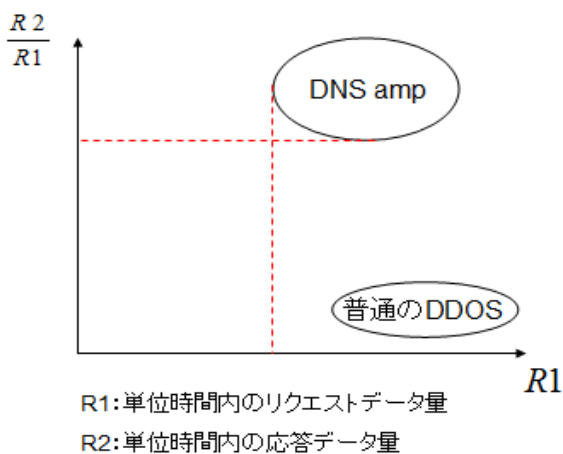 R2
R1
DNS amp
普通のDDOS
R1
R1:単位時間内のリクエストデータ量
R2:単位時間内の応答データ量